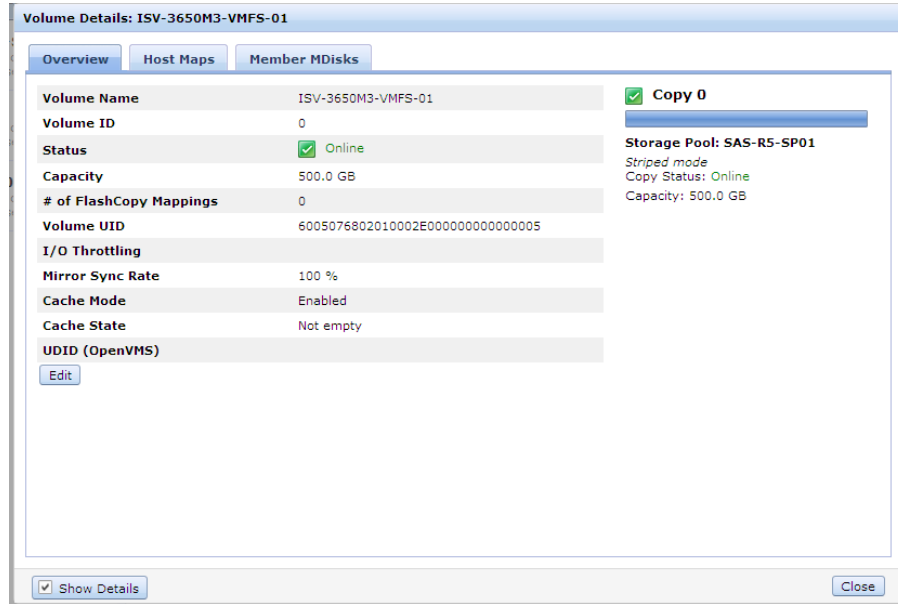 Volume Details: ISV-3650M3-VMFS-01
Overview Host Maps Member MDisks
Volume Name ISV-3650M3-VMFS-01
Volume ID 0
Status Online
Capacity 500.0 GB
# of FlashCopy Mappings 0
Volume UID 6005076802010002E000000000000005
I/O Throttling
Mirror Sync Rate 100 %
Cache Mode Enabled
Cache State Not empty
UDID (OpenVMS)
Edit
Copy 0
Storage Pool: SAS-R5-SP01
Striped mode
Copy Status: Online
Capacity: 500.0 GB
Show Details
Close